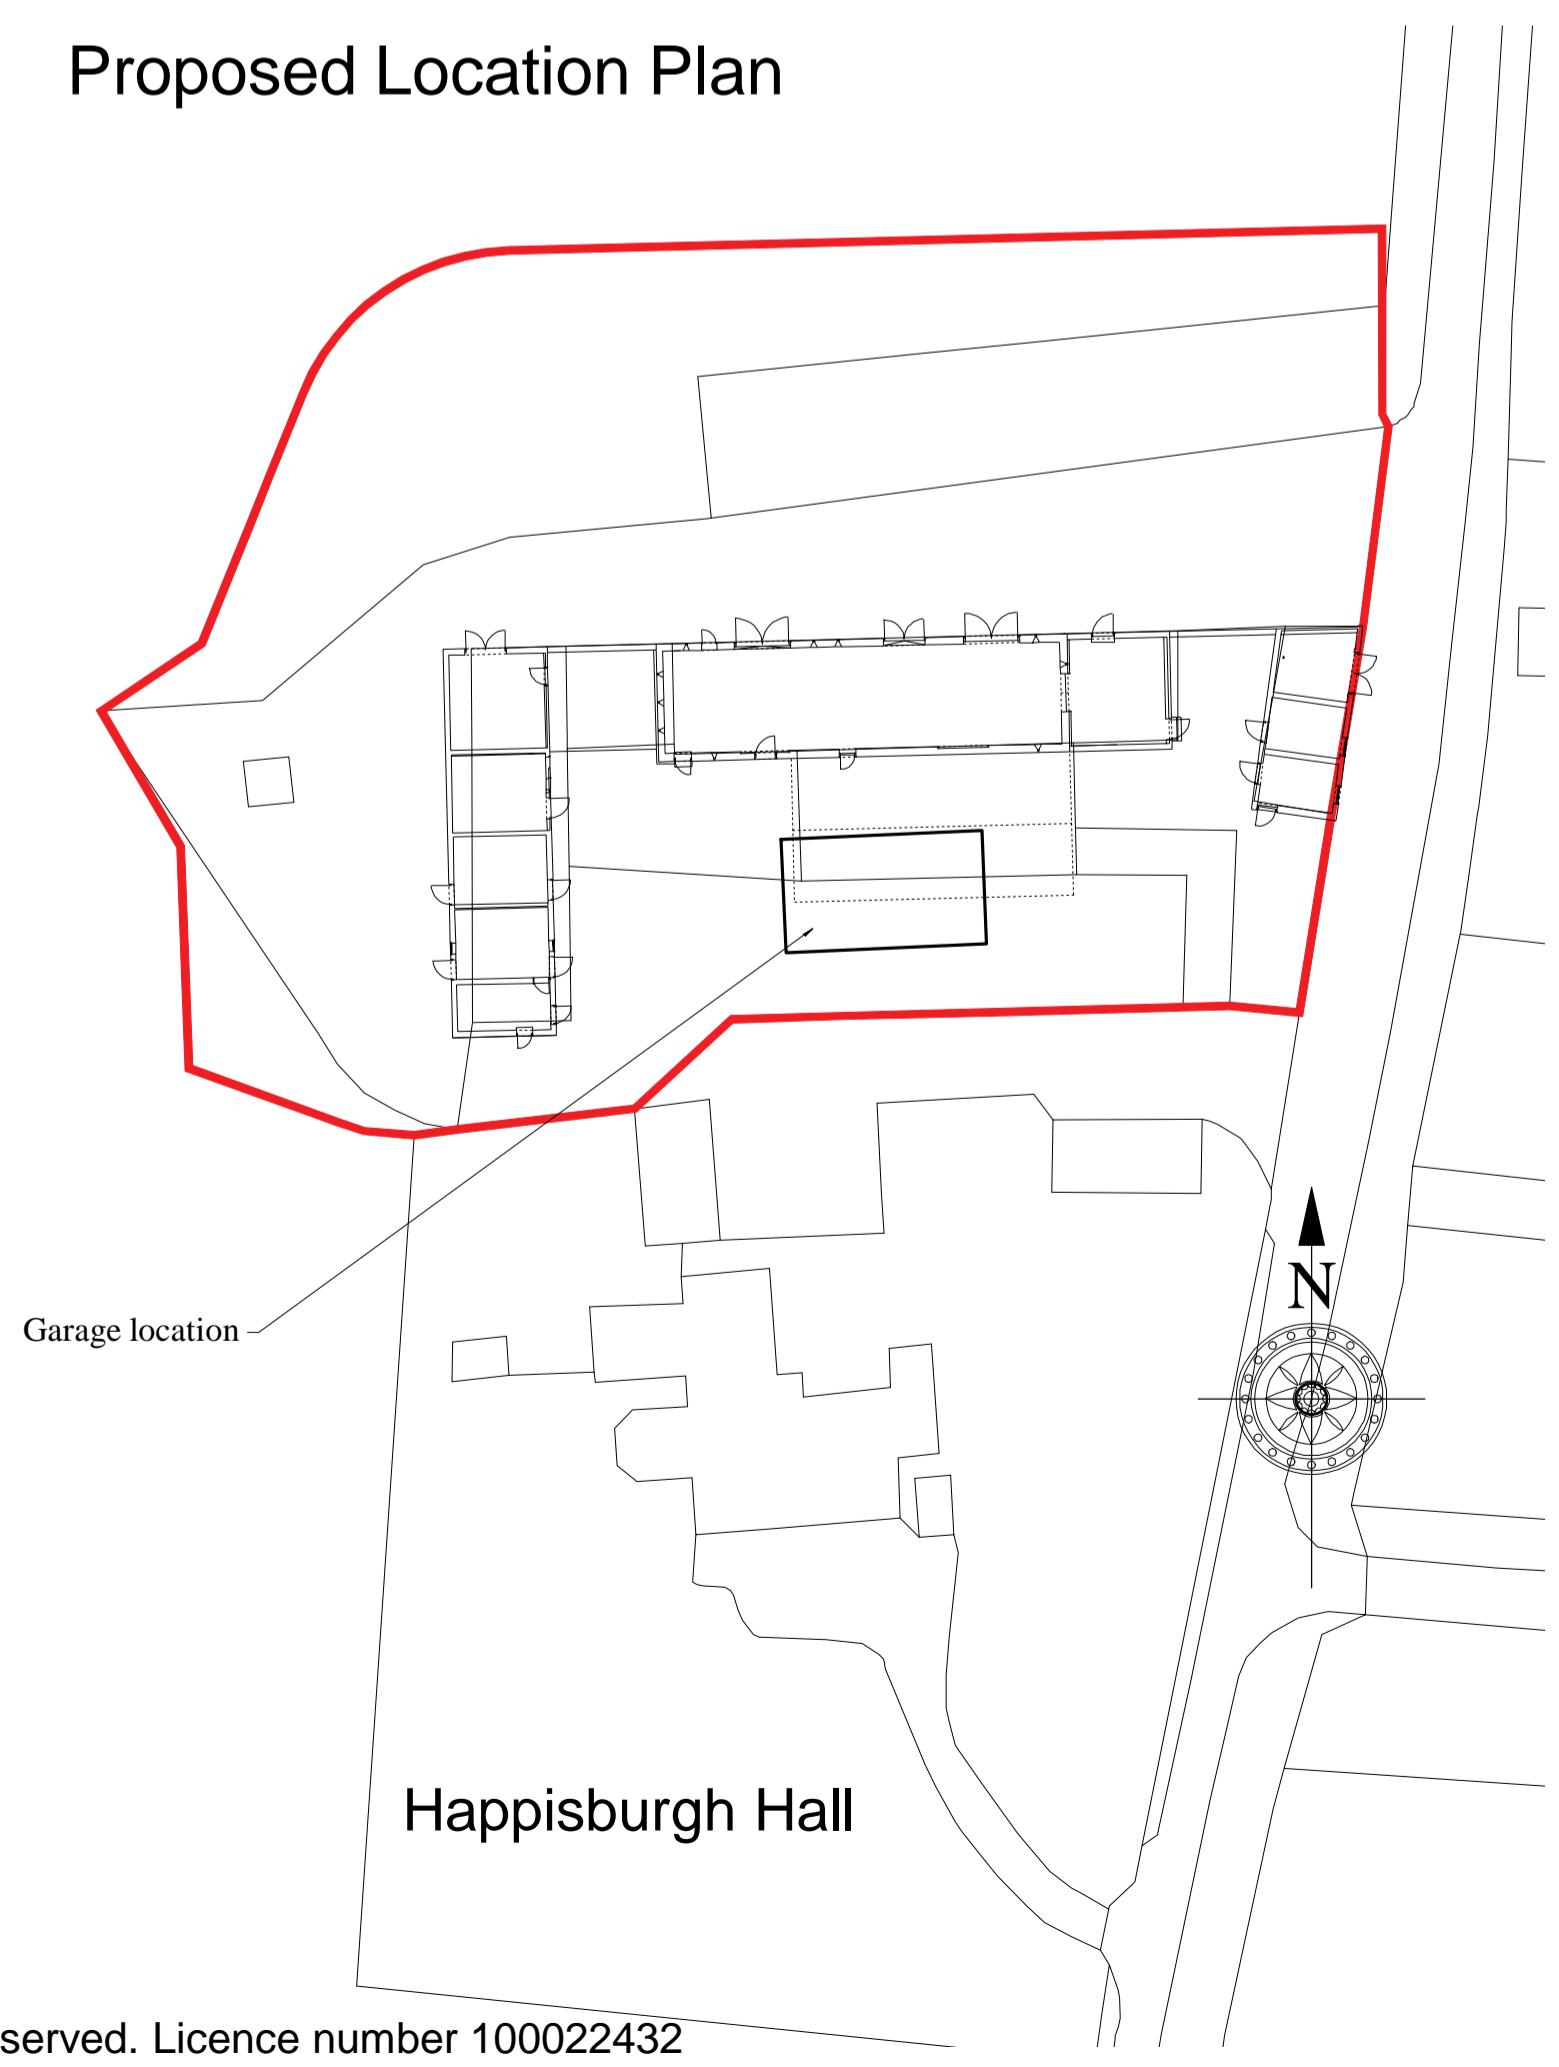 Proposed Location Plan
Garage location
N
Happisburgh Hall
served. Licence number 100022432